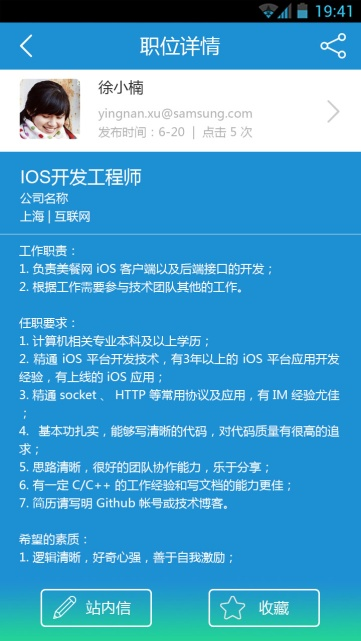 19:41
职位详情
徐小楠
yingnan.xu@samsung.com
发布时间：6-20 | 点击 5 次
IOS开发工程师
公司名称
上海 | 互联网
工作职责：
1. 负责美餐网 iOS 客户端以及后端接口的开发；
2. 根据工作需要参与技术团队其他的工作。
任职要求：
1. 计算机相关专业本科及以上学历；
2. 精通 iOS 平台开发技术，有3年以上的 iOS 平台应用开发
经验，有上线的 iOS 应用；
3. 精通 socket 、 HTTP 等常用协议及应用，有 IM 经验尤佳
；
4. 基本功扎实，能够写清晰的代码，对代码质量有很高的追
求；
5. 思路清晰，很好的团队协作能力，乐于分享；
6. 有一定 C/C++ 的工作经验和写文档的能力更佳；
7. 简历请写明 Github 帐号或技术博客。
希望的素质：
1. 逻辑清晰，好奇心强，善于自我激励；
站内信
收藏